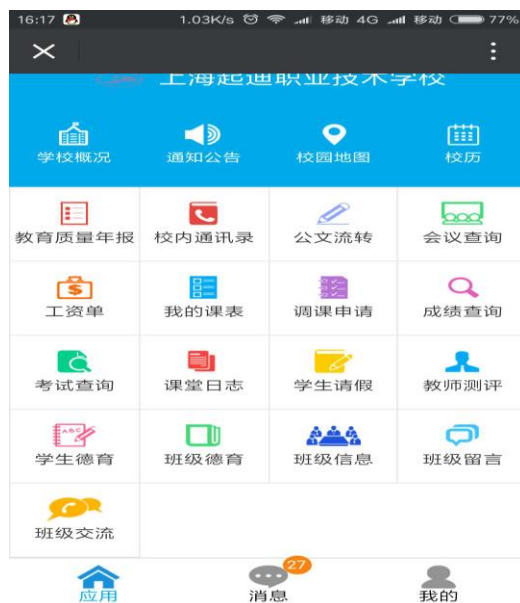 16:17 1.03K/s 移动 4G 移动 77%
上海起迪职业技术学校
学校概况 通知公告 校园地图 校历
教育质量年报 校内通讯录 公文流转 会议查询
工资单 我的课表 调课申请 成绩查询
考试查询 课堂日志 学生请假 教师测评
ABC
学生德育 班级德育 班级信息 班级留言
班级交流
27
应用 消息 我的